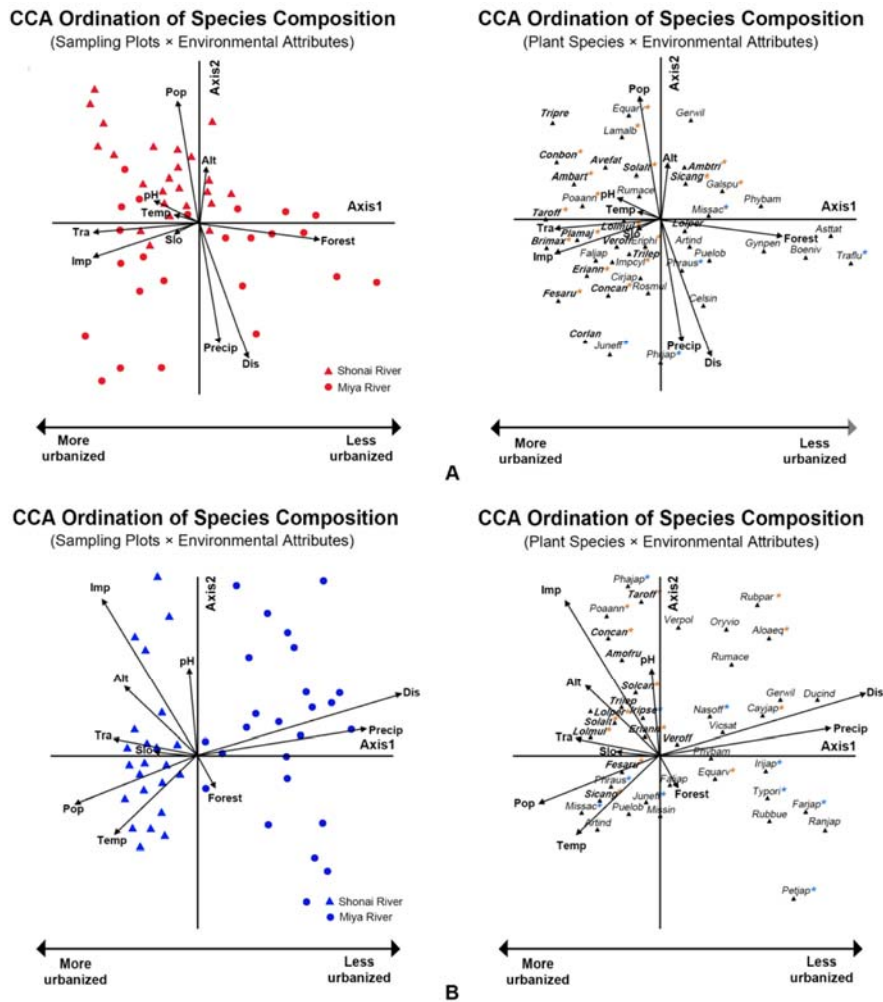 CCA Ordination of Species Composition
(Sampling Plots × Environmental Attributes)
Axis2
Pop
Alt
pH
Temp
Axis1
Tra
Slo
Forest
Imp
Precip
Dis
Shonai River
Miya River
More urbanized
Less urbanized
CCA Ordination of Species Composition
(Plant Species × Environmental Attributes)
Axis2
Pop
Equarv*
Gerwil
Tripre
Lamalb*
Conbon*
Avefat
Alt
Ambtri*
Ambart*
Solalt*
Sicang*
Galspu*
pH
Rumace
Poaann*
Phybam
Taroff*
Temp
Missac*
Axis1
Tra
Lolmul*
Lolper
Slo
Plamaj*
Forest
Asttat
Brimax*
Veroff
Artind
Gynpen
Imp
Faljap
Trilep
Puelob
Boeniv
Traflu*
Impcyl*
Phraus*
Eriann*
Cirjap
Fesaru*
Concan*
Rosmul
Celsin
Corlan
Juneff*
Precip
Dis
More urbanized
Less urbanized
A
CCA Ordination of Species Composition
(Sampling Plots × Environmental Attributes)
Axis2
Imp
pH
Alt
Dis
Precip
Tra
Axis1
Slo
Forest
Pop
Temp
Shonai River
Miya River
More urbanized
Less urbanized
CCA Ordination of Species Composition
(Plant Species × Environmental Attributes)
Axis2
Phajap*
Imp
Taroff*
Rubpar*
Poaann*
Verpol
Oryvio
Aloaeq*
Concan*
Amofru
Rumace
pH
Alt
Solcan*
Gerwil
Ducind
Dis
Trilep
Nasoff*
Cayjap*
Solalt*
Eriann*
Vicsat
Precip
Tra
Lolmul*
Veroff
Axis1
Slo
Phybam
Fesaru*
Equarv*
Irijap*
Phraus*
Faljap
Forest
Sicang*
Juneff*
Typori*
Pop
Missac*
Puelob
Missin
Farjap*
Rubbue
Ranjap
Artind
Temp
Petjap*
More urbanized
Less urbanized
B